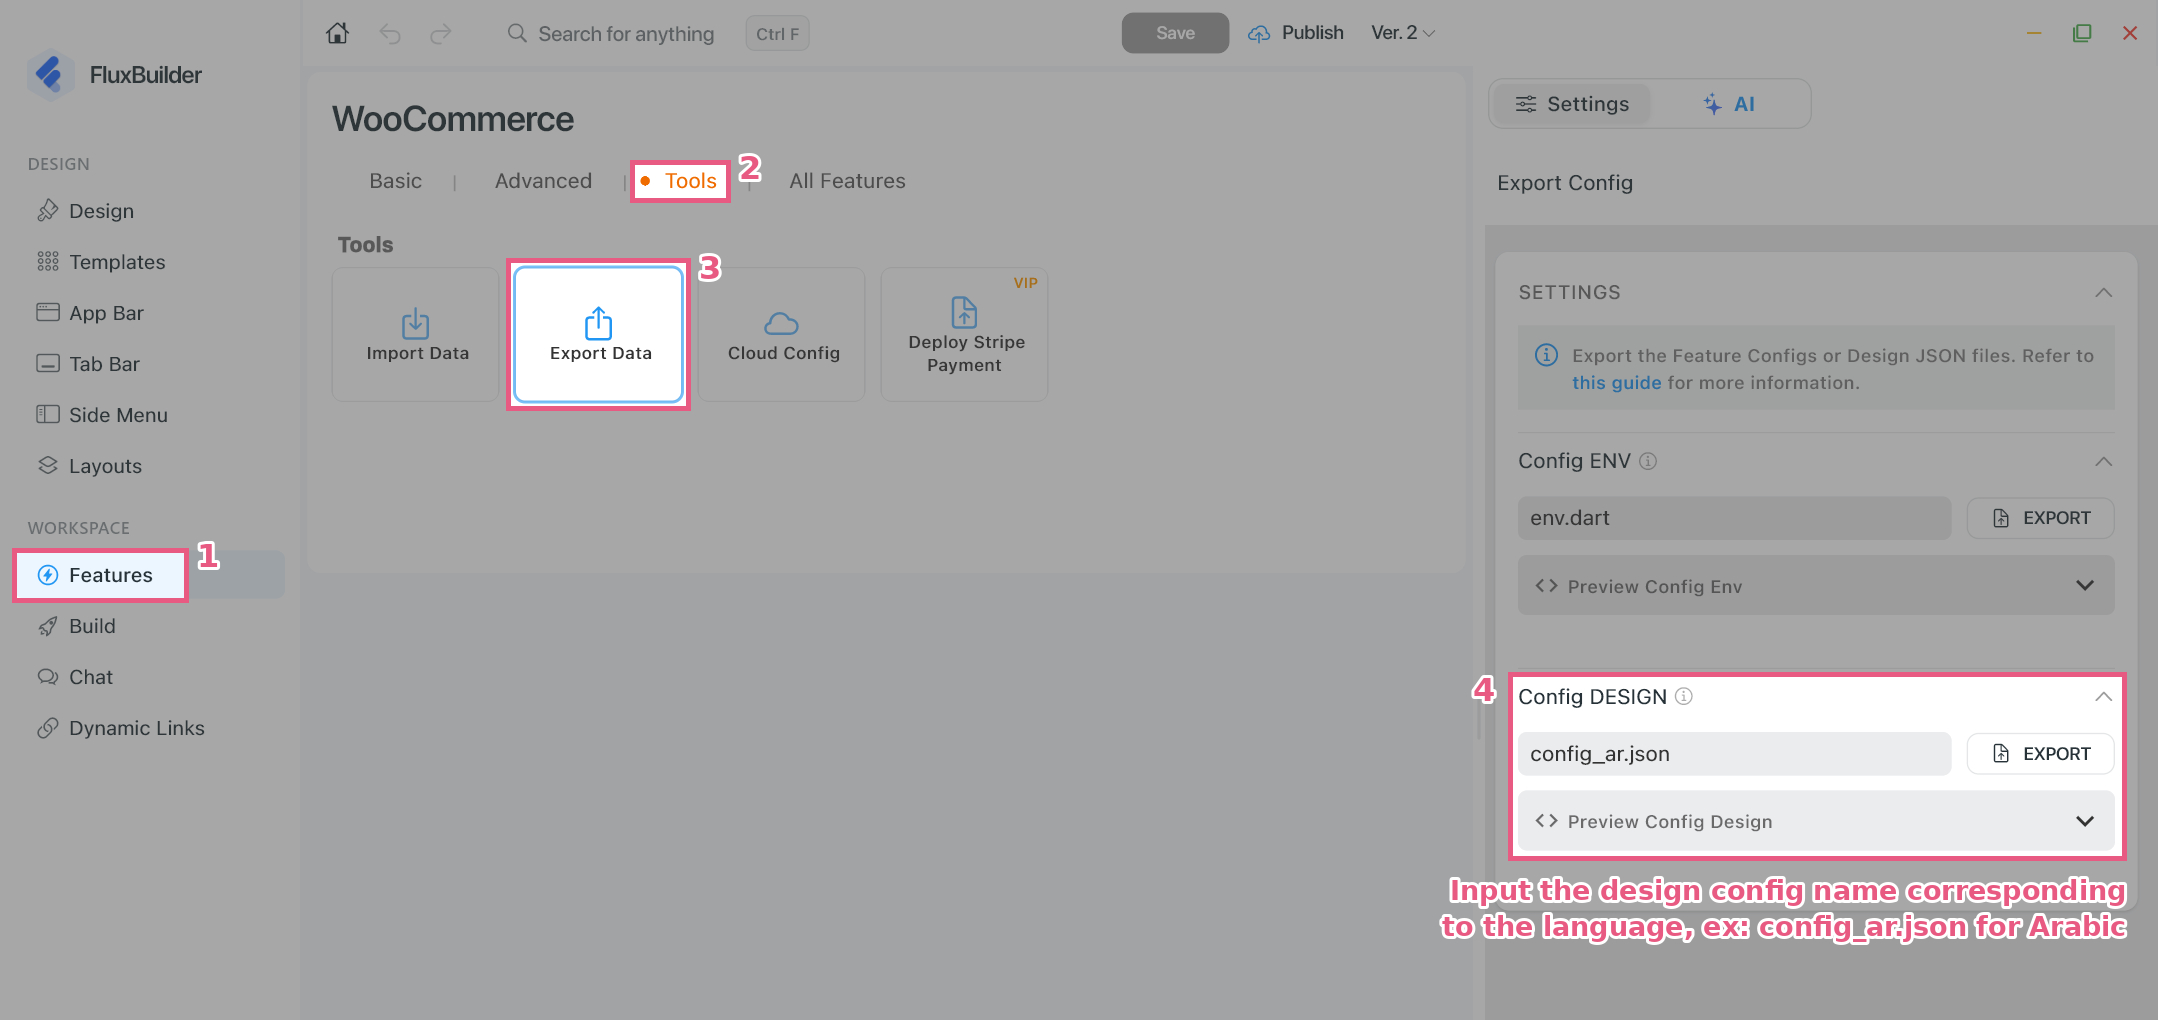 FluxBuilder
Search for anything
Ctrl F
Save
Publish
Ver. 2
DESIGN
Design
Templates
App Bar
Tab Bar
Side Menu
Layouts
WORKSPACE
Features
1
Build
Chat
Dynamic Links
WooCommerce
Basic | Advanced | Tools | All Features
2
Tools
Import Data
Export Data
3
Cloud Config
VIP
Deploy Stripe
Payment
Settings
AI
Export Config
SETTINGS
Export the Feature Configs or Design JSON files. Refer to
this guide for more information.
Config ENV
env.dart
EXPORT
Preview Config Env
4
Config DESIGN
config_ar.json
EXPORT
Preview Config Design
Input the design config name corresponding
to the language, ex: config_ar.json for Arabic